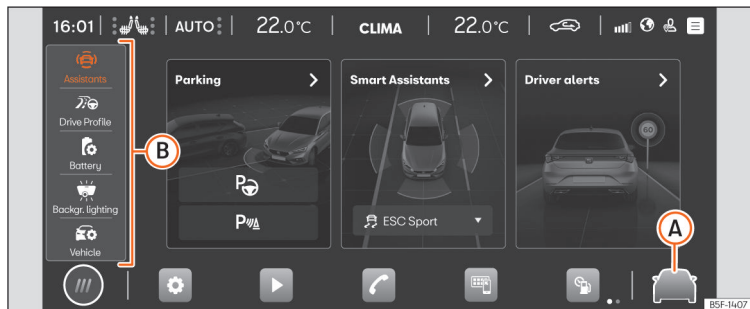 16:01 AUTO 22.0°C CLIMA 22.0°C
Assistants
Drive Profile
Battery
Backgr. lighting
Vehicle
B
Parking
P
P
Smart Assistants
ESC Sport
Driver alerts
60
A
B5F-1407